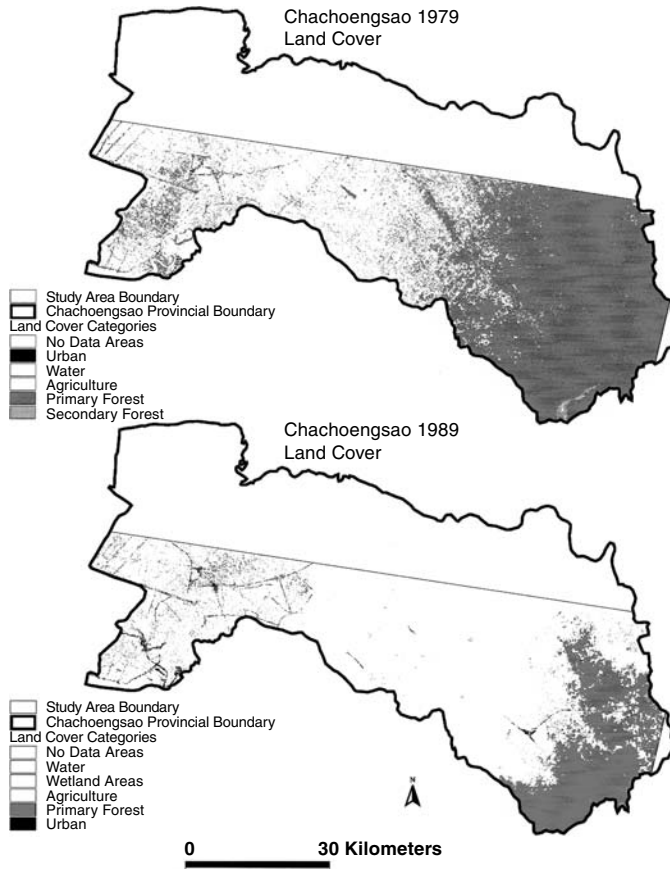 Chachoengsao 1979
Land Cover
Study Area Boundary
Chachoengsao Provincial Boundary
Land Cover Categories
No Data Areas
Urban
Water
Agriculture
Primary Forest
Secondary Forest
Chachoengsao 1989
Land Cover
Study Area Boundary
Chachoengsao Provincial Boundary
Land Cover Categories
No Data Areas
Water
Wetland Areas
Agriculture
Primary Forest
Urban
N
0 30 Kilometers